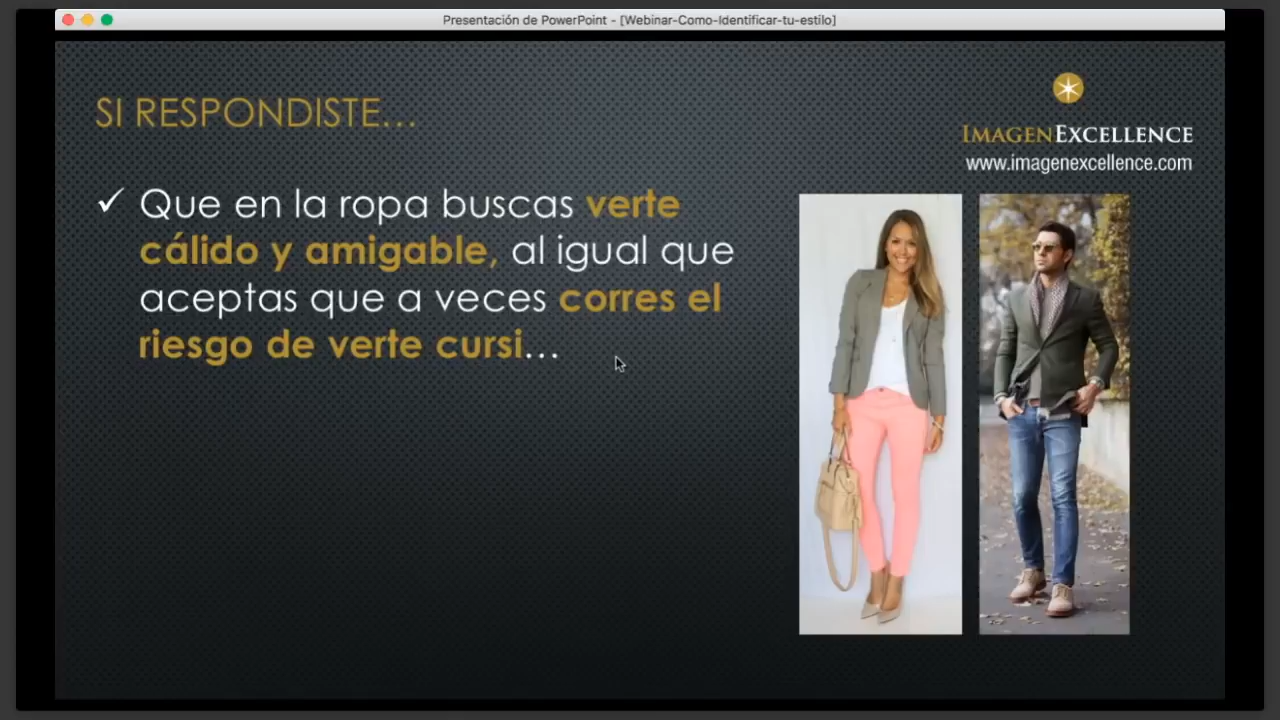 Presentación de PowerPoint - [Webinar-Como-Identificar-tu-estilo]
SI RESPONDISTE...
IMAGENEXCELLENCE
www.imagenexcellence.com
✓ Que en la ropa buscas verte
cálido y amigable, al igual que
aceptas que a veces corres el
riesgo de verte cursi...